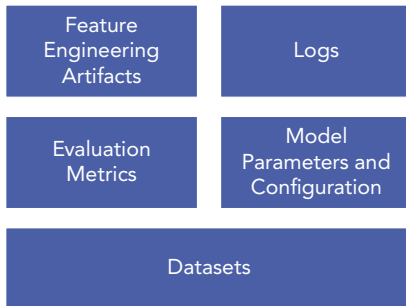 Feature
Engineering
Artifacts
Logs
Evaluation
Metrics
Model
Parameters and
Configuration
Datasets